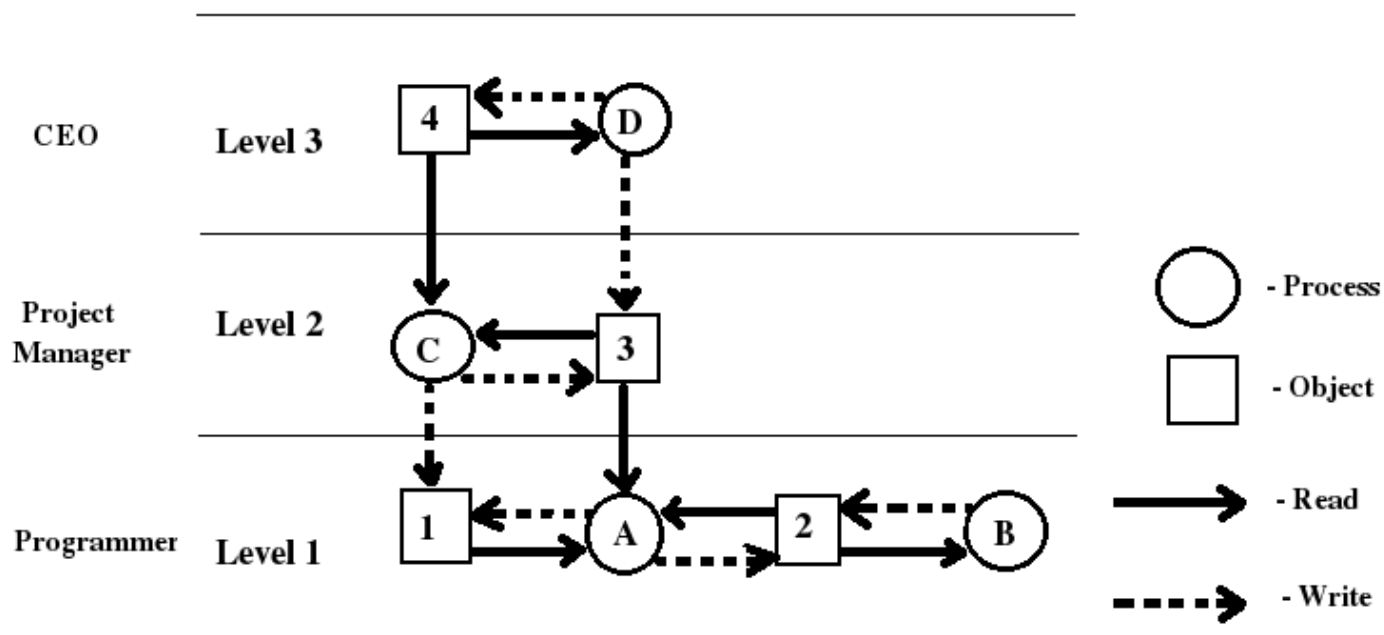 4
D
CEO
Level 3
Project
Manager
Level 2
C
3
- Process
- Object
Programmer
Level 1
1
A
2
B
- Read
- Write